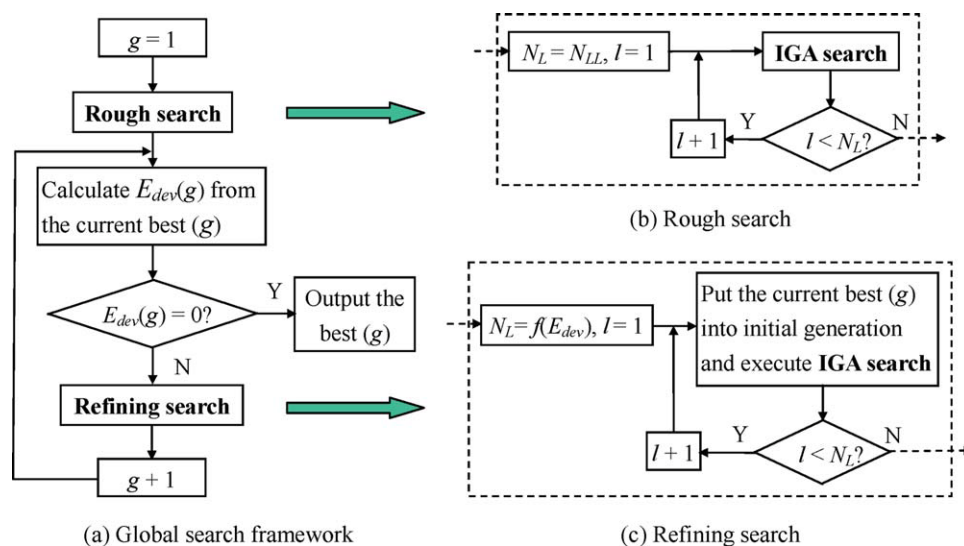 g = 1
Rough search
Calculate E_dev(g) from
the current best (g)
E_dev(g) = 0?
Y
Output the
best (g)
N
Refining search
g + 1
(a) Global search framework
N_L = N_LL, l = 1
IGA search
Y
N
l + 1
l < N_L?
(b) Rough search
N_L = f(E_dev), l = 1
Put the current best (g)
into initial generation
and execute IGA search
Y
N
l + 1
l < N_L?
(c) Refining search